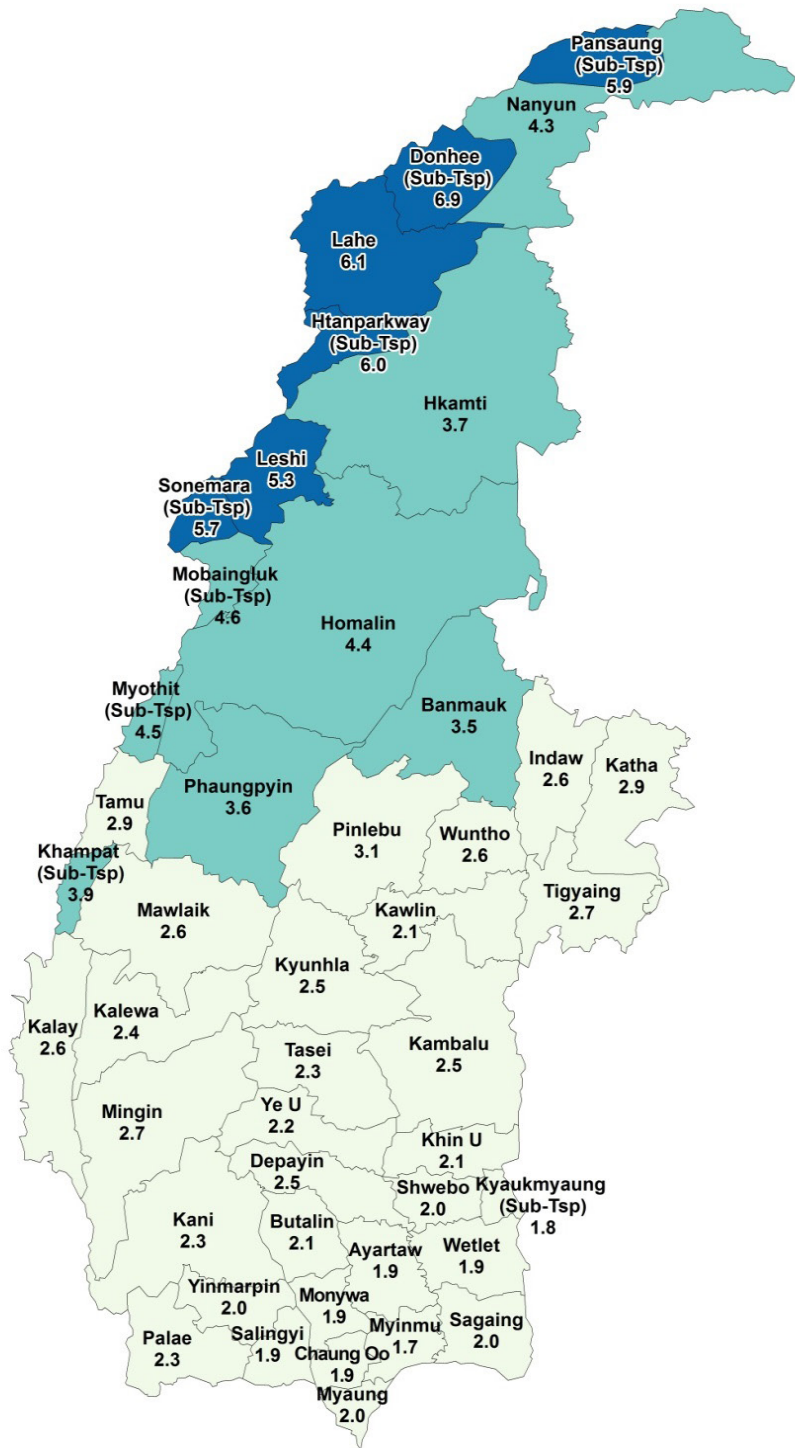 Pansaung
(Sub-Tsp)
5.9
Nanyun
4.3
Donhee
(Sub-Tsp)
6.9
Lahe
6.1
Htanparkway
(Sub-Tsp)
6.0
Hkamti
3.7
Leshi
5.3
Sonemara
(Sub-Tsp)
5.7
Mobaingluk
(Sub-Tsp)
4.6
Homalin
4.4
Myothit
(Sub-Tsp)
4.5
Banmauk
3.5
Indaw
2.6
Katha
2.9
Phaungpyin
3.6
Tamu
2.9
Pinlebu
3.1
Wuntho
2.6
Khampat
(Sub-Tsp)
3.9
Tigyaing
2.7
Mawlaik
2.6
Kawlin
2.1
Kyunhla
2.5
Kalewa
2.4
Kalay
2.6
Tasei
2.3
Kambalu
2.5
Mingin
2.7
Ye U
2.2
Khin U
2.1
Depayin
2.5
Shwebo
2.0
Kyaukmyaung
(Sub-Tsp)
1.8
Kani
2.3
Butalin
2.1
Ayartaw
1.9
Wetlet
1.9
Yinmarpin
2.0
Monywa
1.9
Myinmu
1.7
Sagaing
2.0
Palae
2.3
Salingyi
1.9
Chaung Oo
1.9
Myaung
2.0